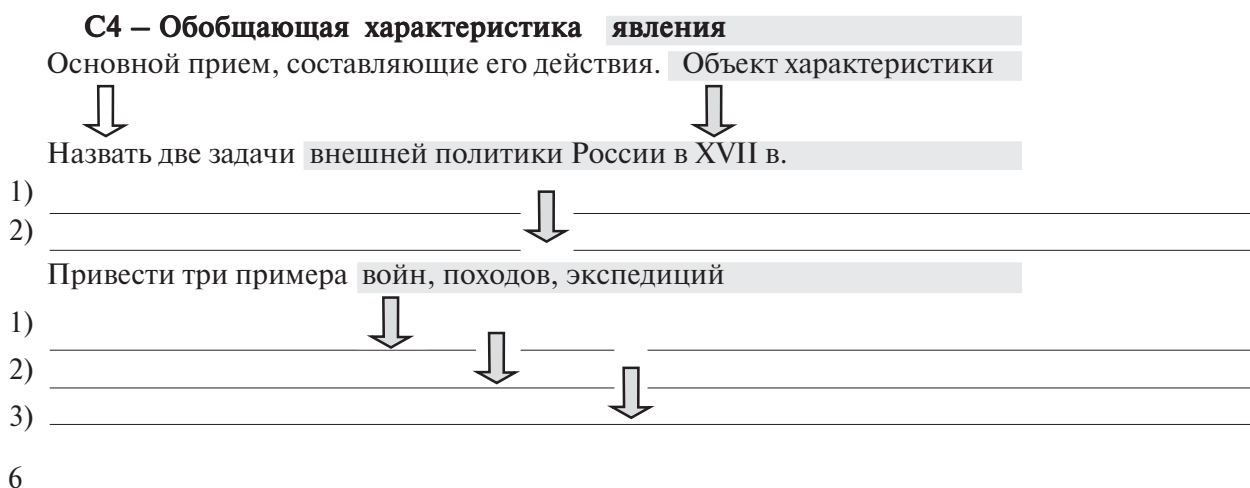 С4 – Обобщающая характеристика явления
Основной прием, составляющие его действия. Объект характеристики
Назвать две задачи внешней политики России в XVII в.
1)
2)
Привести три примера войн, походов, экспедиций
1)
2)
3)
6